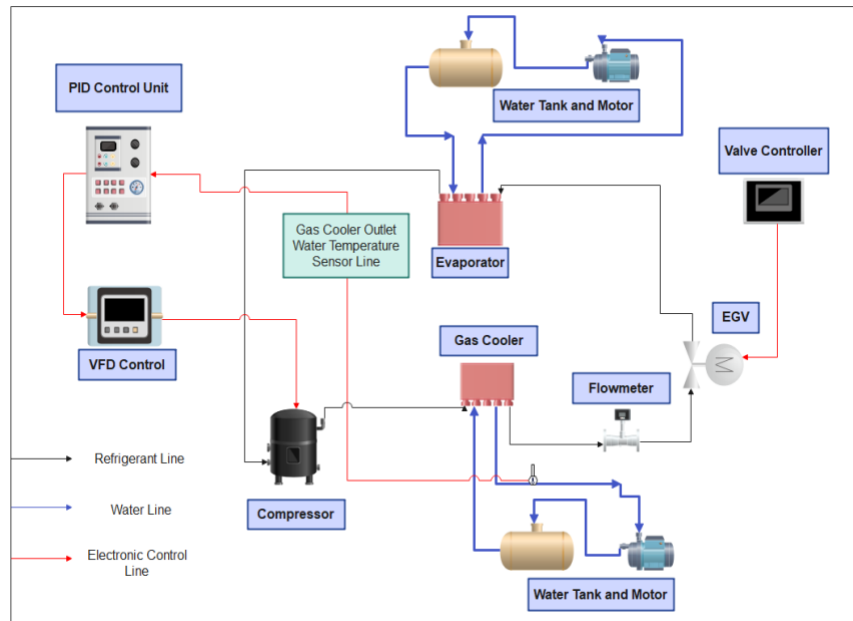 PID Control Unit
Water Tank and Motor
Valve Controller
Gas Cooler Outlet
Water Temperature
Sensor Line
Evaporator
EGV
VFD Control
Gas Cooler
Flowmeter
M
Refrigerant Line
Compressor
Water Line
Electronic Control
Line
Water Tank and Motor